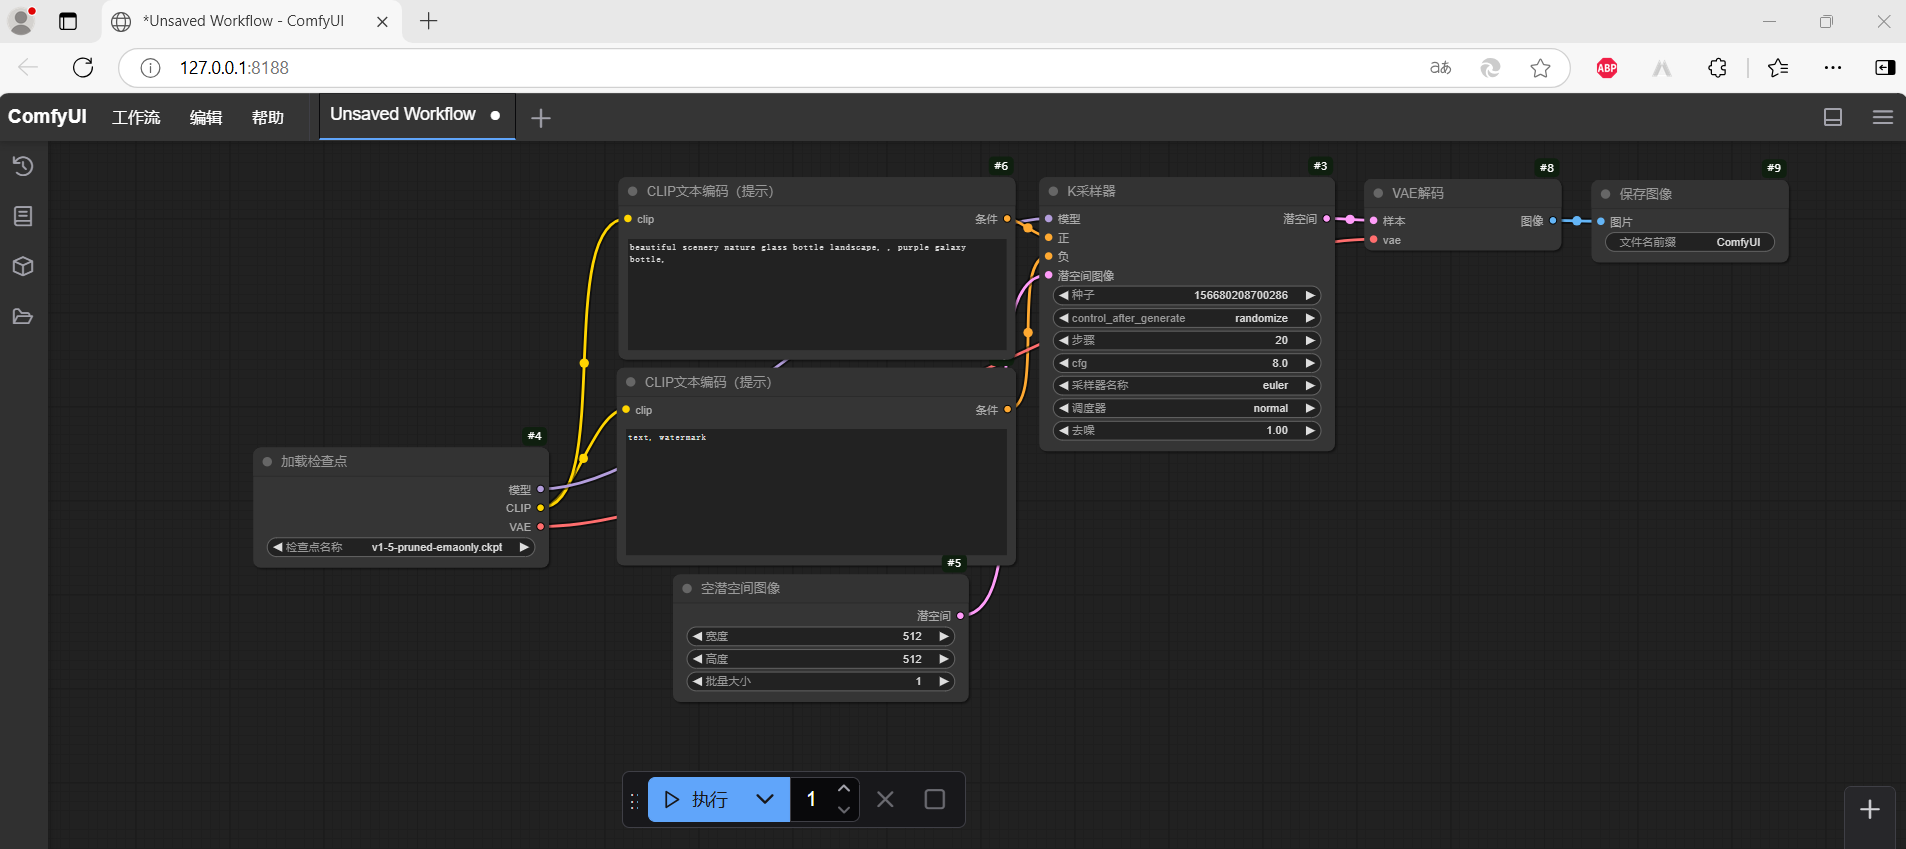 *Unsaved Workflow - ComfyUI
127.0.0.1:8188
aあ
ABP
ComfyUI
工作流
编辑
帮助
Unsaved Workflow
#6
CLIP文本编码（提示）
clip
条件
beautiful scenery nature glass bottle landscape, , purple galaxy
bottle,
CLIP文本编码（提示）
clip
条件
text, watermark
#4
加载检查点
模型
CLIP
VAE
检查点名称 v1-5-pruned-emaonly.ckpt
#5
空潜空间图像
潜空间
宽度 512
高度 512
批量大小 1
#3
K采样器
模型
潜空间
正
负
潜空间图像
种子 156680208700286
control_after_generate randomize
步骤 20
cfg 8.0
采样器名称 euler
调度器 normal
去噪 1.00
#8
VAE解码
样本
图像
vae
#9
保存图像
图片
文件名前缀 ComfyUI
执行
1